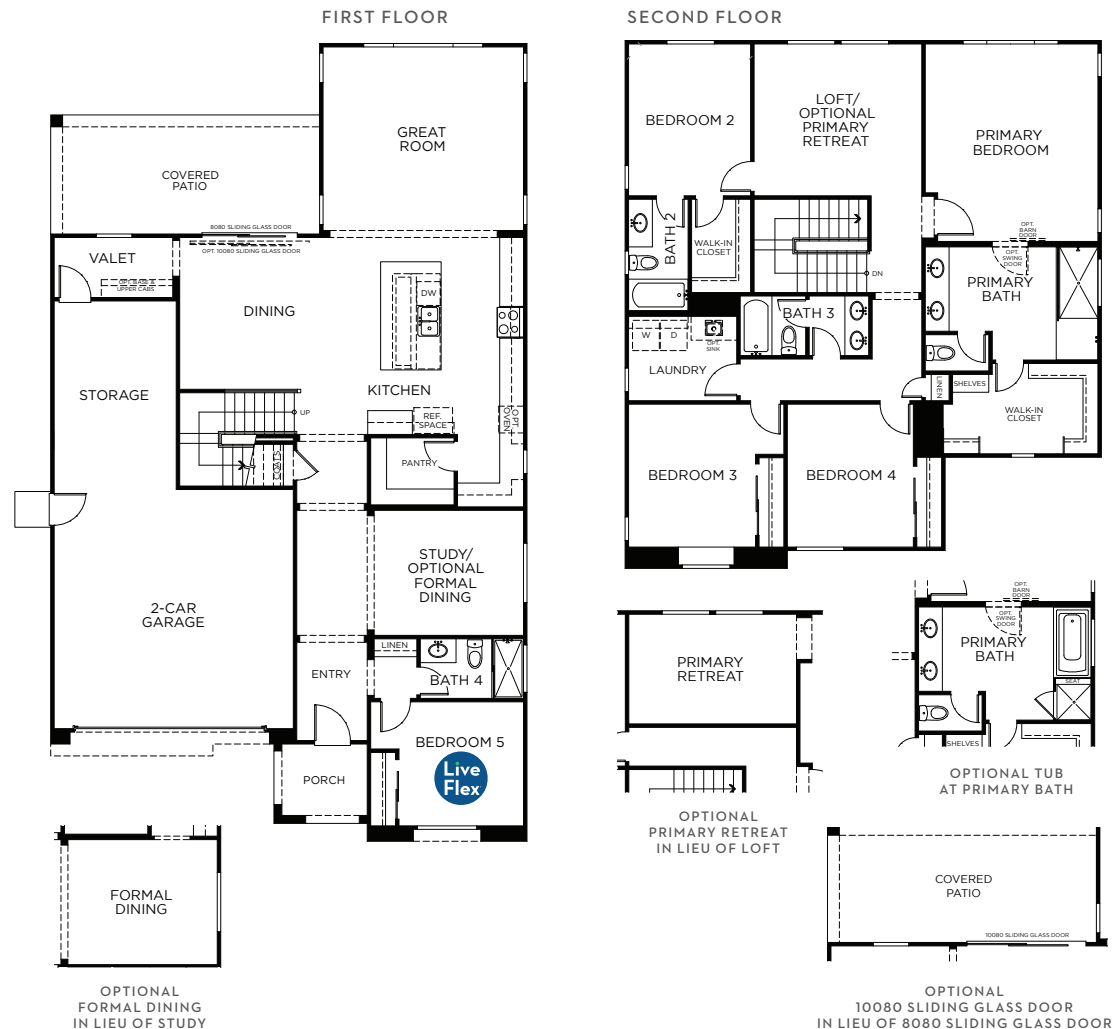 FIRST FLOOR
GREAT
ROOM
COVERED
PATIO
8080 SLIDING GLASS DOOR
OPT. 10080 SLIDING GLASS DOOR
VALET
OPT. BASE &
UPPER CABS
DINING
DW
STORAGE
KITCHEN
UP
REF.
SPACE
OPT.
OVEN
COATS
PANTRY
STUDY/
OPTIONAL
FORMAL
DINING
2-CAR
GARAGE
LINEN
ENTRY
BATH 4
BEDROOM 5
Live
Flex
PORCH
FORMAL
DINING
OPTIONAL
FORMAL DINING
IN LIEU OF STUDY
SECOND FLOOR
BEDROOM 2
LOFT/
OPTIONAL
PRIMARY
RETREAT
PRIMARY
BEDROOM
OPT.
BARN
DOOR
BATH 2
WALK-IN
CLOSET
OPT.
SWING
DOOR
DN
PRIMARY
BATH
BATH 3
W
D
OPT.
SINK
LAUNDRY
LINEN
SHELVES
WALK-IN
CLOSET
BEDROOM 3
BEDROOM 4
PRIMARY
RETREAT
OPTIONAL
PRIMARY RETREAT
IN LIEU OF LOFT
OPT.
BARN
DOOR
OPT.
SWING
DOOR
PRIMARY
BATH
SEAT
SHELVES
OPTIONAL TUB
AT PRIMARY BATH
COVERED
PATIO
10080 SLIDING GLASS DOOR
OPTIONAL
10080 SLIDING GLASS DOOR
IN LIEU OF 8080 SLIDING GLASS DOOR